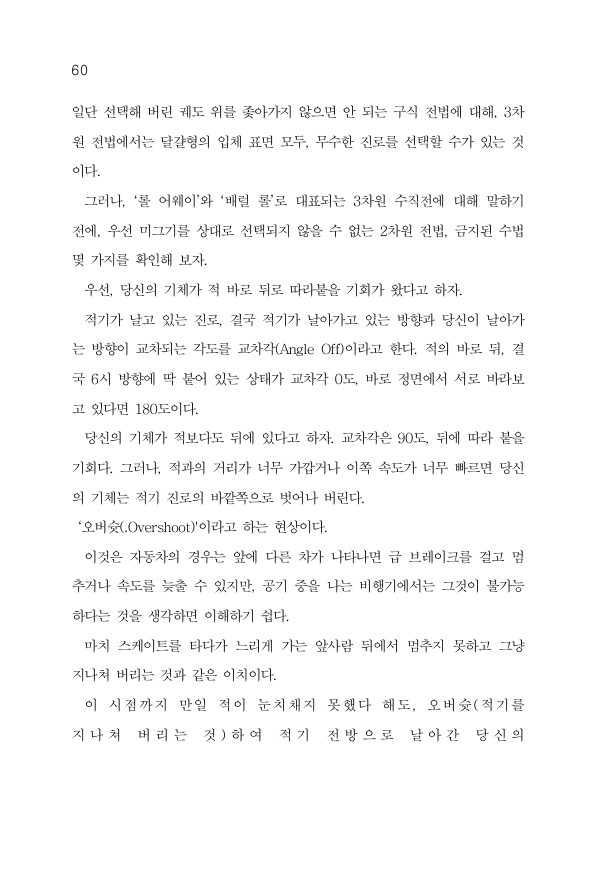 60
일단 선택해 버린 궤도 위를 좇아가지 않으면 안 되는 구식 전법에 대해, 3차
원 전법에서는 달걀형의 입체 표면 모두, 무수한 진로를 선택할 수가 있는 것
이다.
그러나, '롤 어웨이'와 '배럴 롤'로 대표되는 3차원 수직전에 대해 말하기
전에, 우선 미그기를 상대로 선택되지 않을 수 없는 2차원 전법, 금지된 수법
몇 가지를 확인해 보자.
우선, 당신의 기체가 적 바로 뒤로 따라붙을 기회가 왔다고 하자.
적기가 날고 있는 진로, 결국 적기가 날아가고 있는 방향과 당신이 날아가
는 방향이 교차되는 각도를 교차각(Angle Off)이라고 한다. 적의 바로 뒤, 결
국 6시 방향에 딱 붙어 있는 상태가 교차각 0도, 바로 정면에서 서로 바라보
고 있다면 180도이다.
당신의 기체가 적보다도 뒤에 있다고 하자. 교차각은 90도, 뒤에 따라 붙을
기회다. 그러나, 적과의 거리가 너무 가깝거나 이쪽 속도가 너무 빠르면 당신
의 기체는 적기 진로의 바깥쪽으로 벗어나 버린다.
'오버슛(.Overshoot)'이라고 하는 현상이다.
이것은 자동차의 경우는 앞에 다른 차가 나타나면 급 브레이크를 걸고 멈
추거나 속도를 늦출 수 있지만, 공기 중을 나는 비행기에서는 그것이 불가능
하다는 것을 생각하면 이해하기 쉽다.
마치 스케이트를 타다가 느리게 가는 앞사람 뒤에서 멈추지 못하고 그냥
지나쳐 버리는 것과 같은 이치이다.
이 시점까지 만일 적이 눈치채지 못했다 해도, 오버슛(적기를
지나쳐 버리는 것)하여 적기 전방으로 날아간 당신의